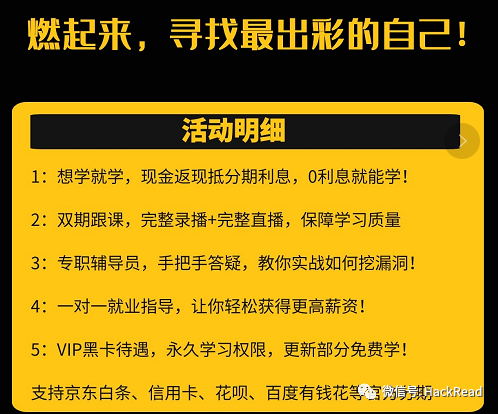 燃起来，寻找最出彩的自己！
活动明细
1：想学就学，现金返现抵分期利息，0利息就能学！
2：双期跟课，完整录播+完整直播，保障学习质量
3：专职辅导员，手把手答疑，教你实战如何挖漏洞！
4：一对一就业指导，让你轻松获得更高薪资！
5：VIP黑卡待遇，永久学习权限，更新部分免费学！
支持京东白条、信用卡、花呗、百度有钱花等官方分期
微信号: HackRead